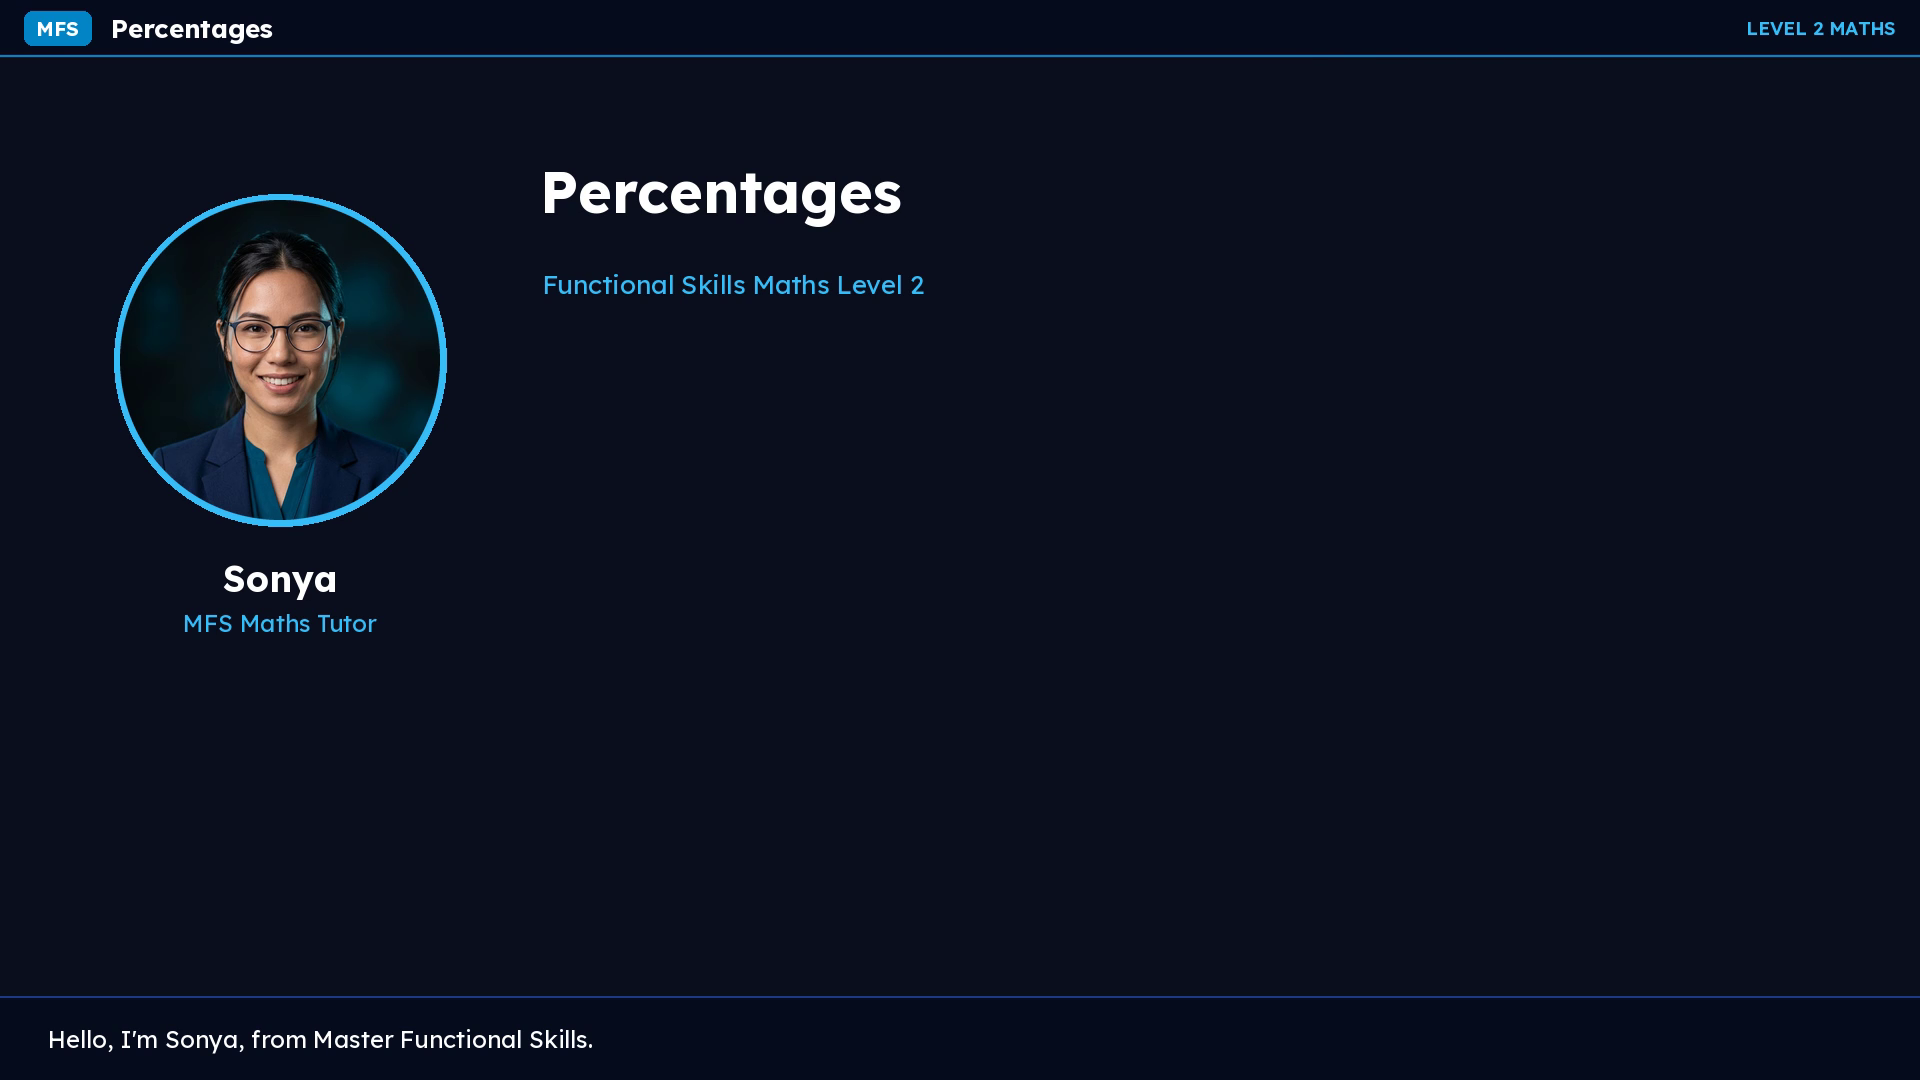 MFS Percentages
LEVEL 2 MATHS
Percentages
Functional Skills Maths Level 2
Sonya
MFS Maths Tutor
Hello, I'm Sonya, from Master Functional Skills.